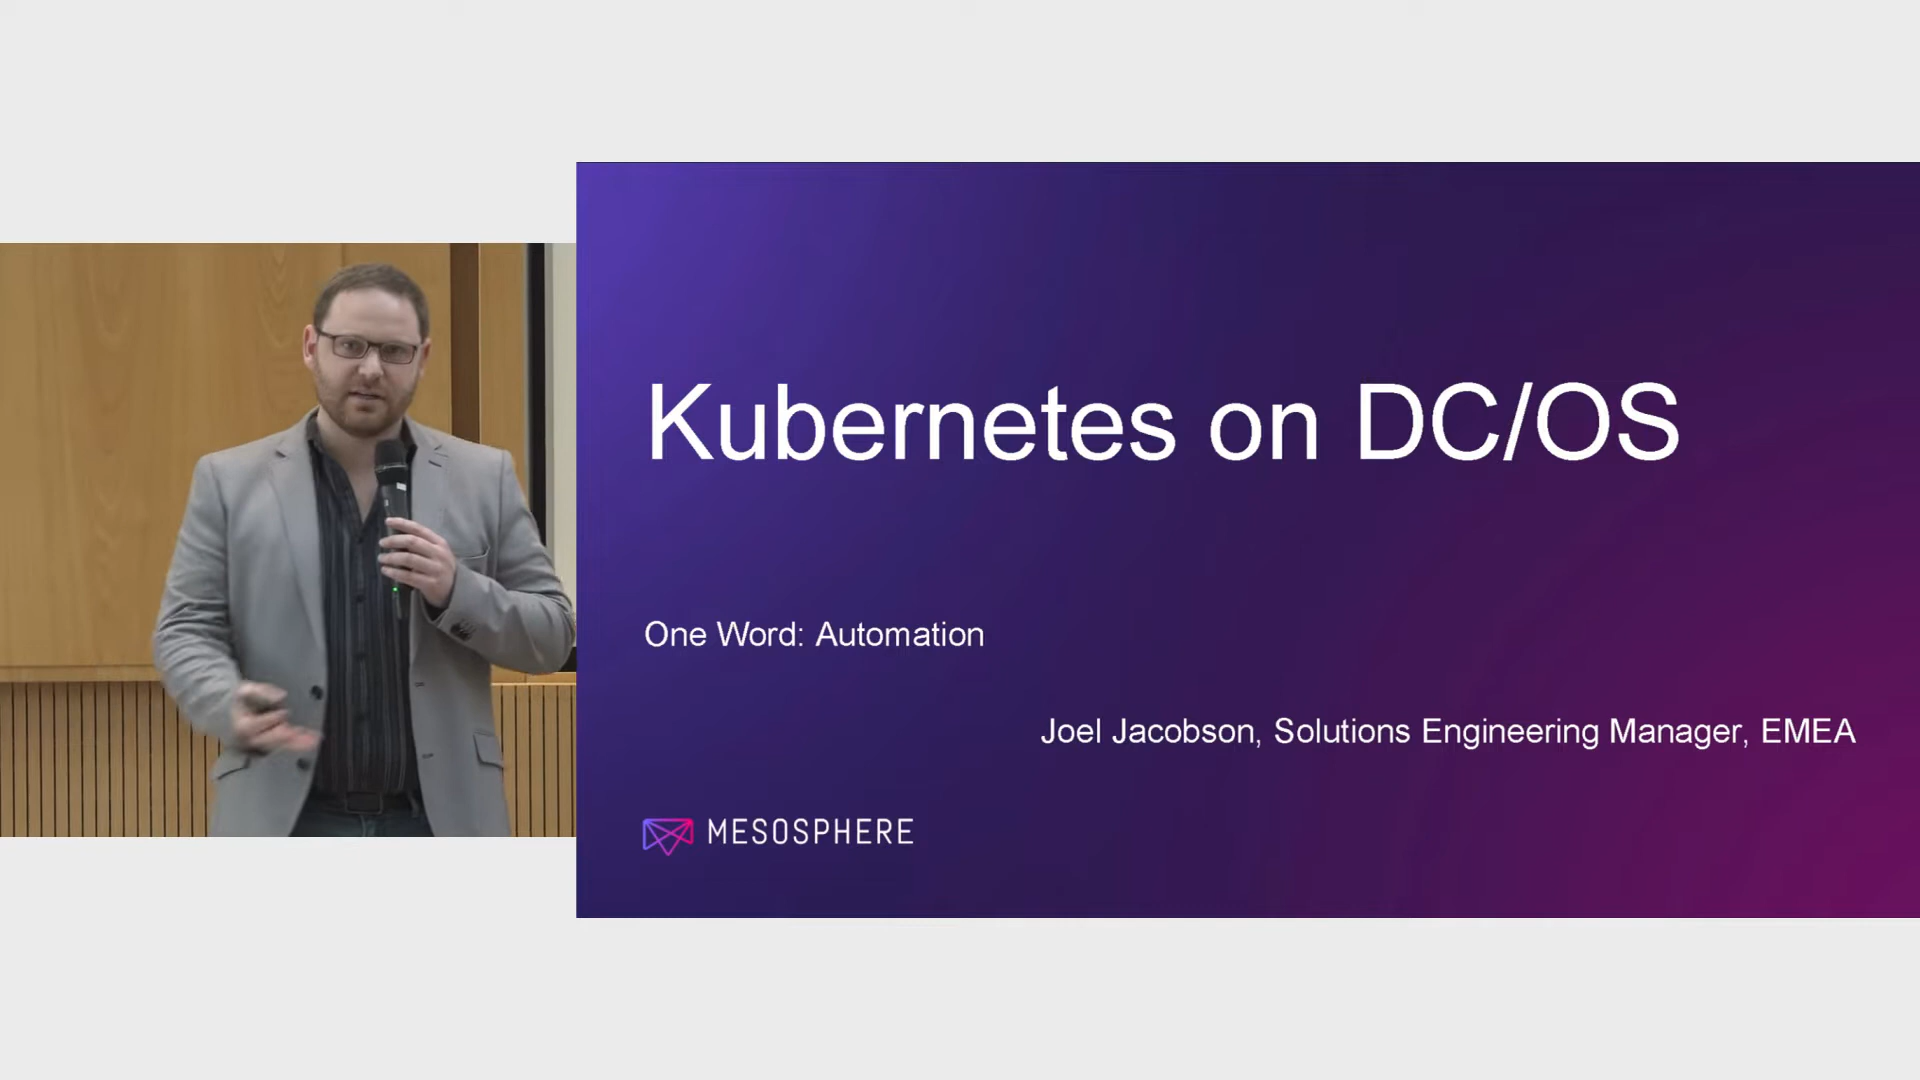 Kubernetes on DC/OS
One Word: Automation
Joel Jacobson, Solutions Engineering Manager, EMEA
MESOSPHERE